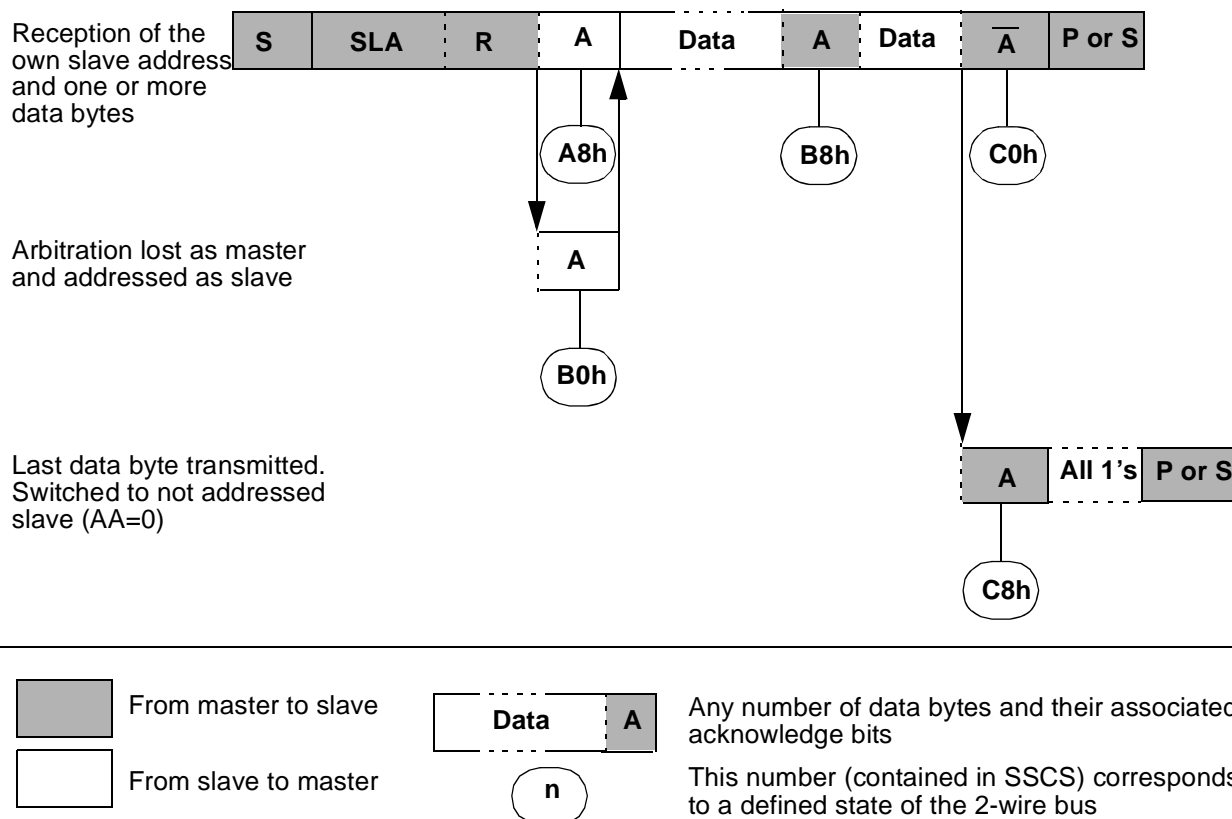 Reception of the
own slave address
and one or more
data bytes
S SLA R A Data A Data A̅ P or S
A8h B8h C0h
Arbitration lost as master
and addressed as slave
A
B0h
Last data byte transmitted.
Switched to not addressed
slave (AA=0)
A All 1’s P or S
C8h
From master to slave
From slave to master
Data A
n
Any number of data bytes and their associated
acknowledge bits
This number (contained in SSCS) corresponds
to a defined state of the 2-wire bus